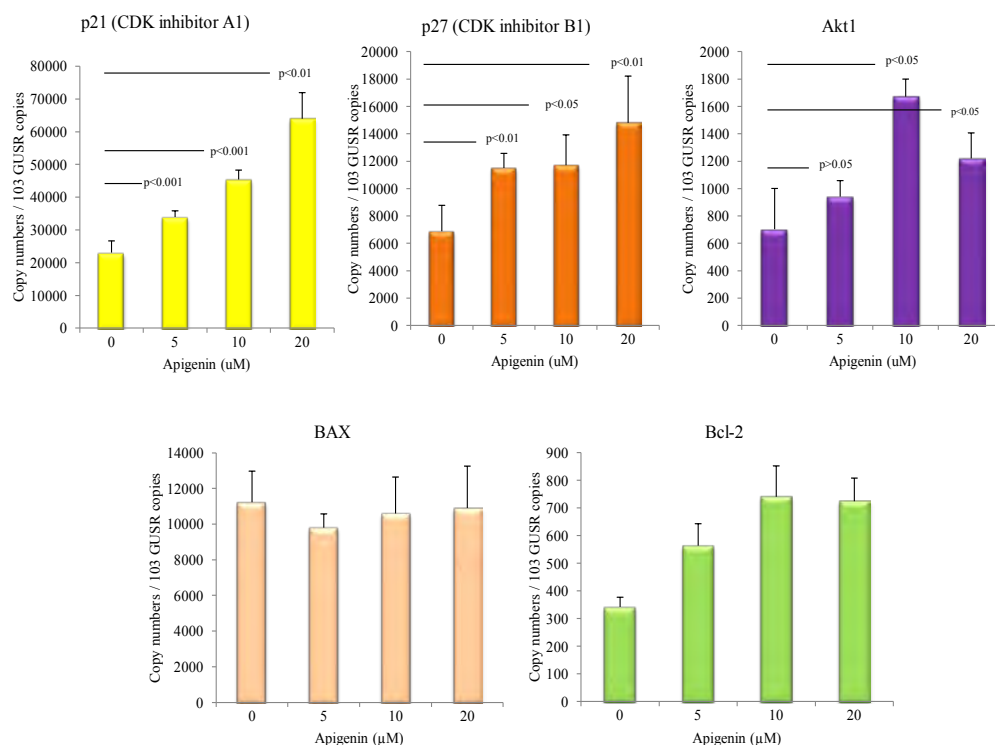 p21 (CDK inhibitor A1)
Copy numbers / 103 GUSR copies
80000
70000
60000
50000
40000
30000
20000
10000
0
p<0.01
p<0.001
p<0.001
0 5 10 20
Apigenin (uM)
p27 (CDK inhibitor B1)
Copy numbers / 103 GUSR copies
20000
18000
16000
14000
12000
10000
8000
6000
4000
2000
0
p<0.01
p<0.05
p<0.01
0 5 10 20
Apigenin (uM)
Akt1
Copy numbers / 103 GUSR copies
2000
1800
1600
1400
1200
1000
800
600
400
200
0
p<0.05
p<0.05
p>0.05
0 5 10 20
Apigenin (uM)
BAX
Copy numbers / 103 GUSR copies
14000
12000
10000
8000
6000
4000
2000
0
0 5 10 20
Apigenin (µM)
Bcl-2
Copy numbers / 103 GUSR copies
900
800
700
600
500
400
300
200
100
0
0 5 10 20
Apigenin (µM)